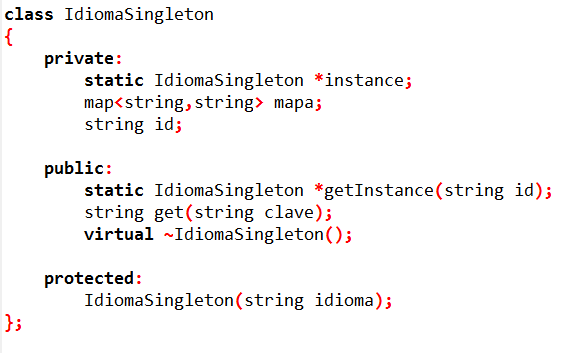 class IdiomaSingleton
{
    private:
        static IdiomaSingleton *instance;
        map<string,string> mapa;
        string id;

    public:
        static IdiomaSingleton *getInstance(string id);
        string get(string clave);
        virtual ~IdiomaSingleton();

    protected:
        IdiomaSingleton(string idioma);
};